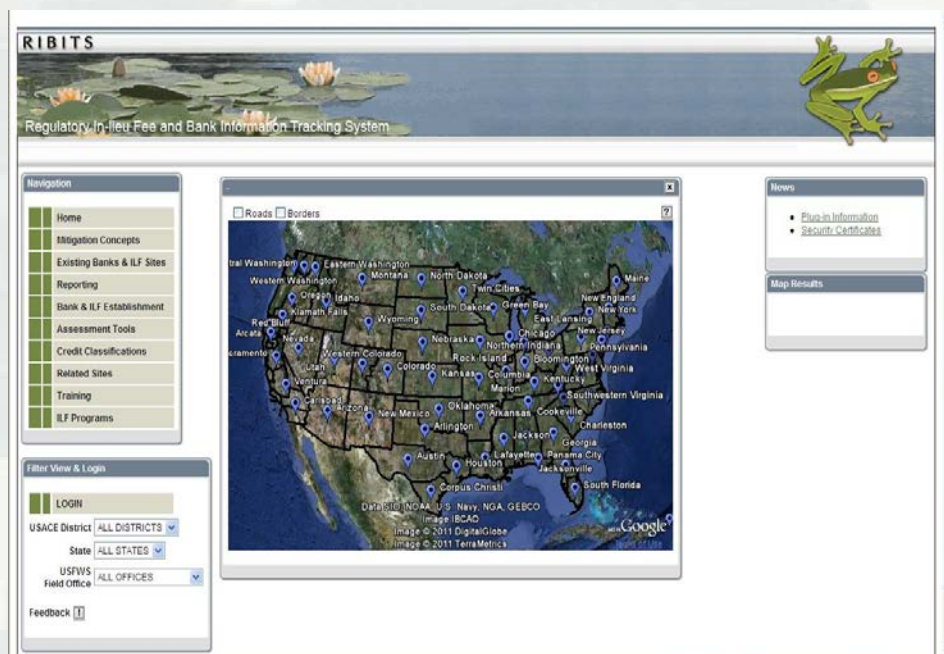 RIBITS
Regulatory In-lieu Fee and Bank Information Tracking System
Navigation
Home
Mitigation Concepts
Existing Banks & ILF Sites
Reporting
Bank & ILF Establishment
Assessment Tools
Credit Classifications
Related Sites
Training
ILF Programs
Filter View & Login
LOGIN
USACE District ALL DISTRICTS
State ALL STATES
USFWS
Field Office ALL OFFICES
Feedback !
x
Roads Borders ?
tral Washington Eastern Washington
Montana North Dakota
Maine
Western Washington
Twin Cities
Oregon Idaho
New England
South Dakota Green Bay New York
Klamath Falls
Wyoming East Lansing
Red Bluff
Arcata Nevada
Nebraska Chicago New Jersey
Northern Indiana Pennsylvania
cramento Western Colorado
Rock Island Bloomington
Utah Colorado West Virginia
Kansas Columbia Kentucky
Ventura
Marion Southwestern Virginia
Carlsbad Arizona New Mexico Oklahoma Arkansas Cookeville
Arlington Charleston
Jackson Georgia
Austin Lafayette Panama City
Houston Jacksonville
Corpus Christi South Florida
Data SIO, NOAA, U.S. Navy, NGA, GEBCO
Image IBCAO
Image © 2011 DigitalGlobe
Image © 2011 TerraMetrics
Google
Terms of Use
News
Plug-in Information
Security Certificates
Map Results